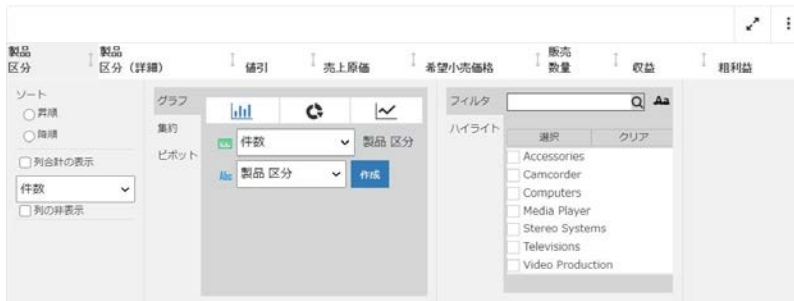 製品
区分
製品
区分（詳細）
値引
売上原価
希望小売価格
販売
数量
収益
粗利益
ソート
昇順
降順
列合計の表示
件数
列の非表示
グラフ
集約
ピボット
件数
製品 区分
Abc
製品 区分
作成
フィルタ
ハイライト
Aa
選択
クリア
Accessories
Camcorder
Computers
Media Player
Stereo Systems
Televisions
Video Production